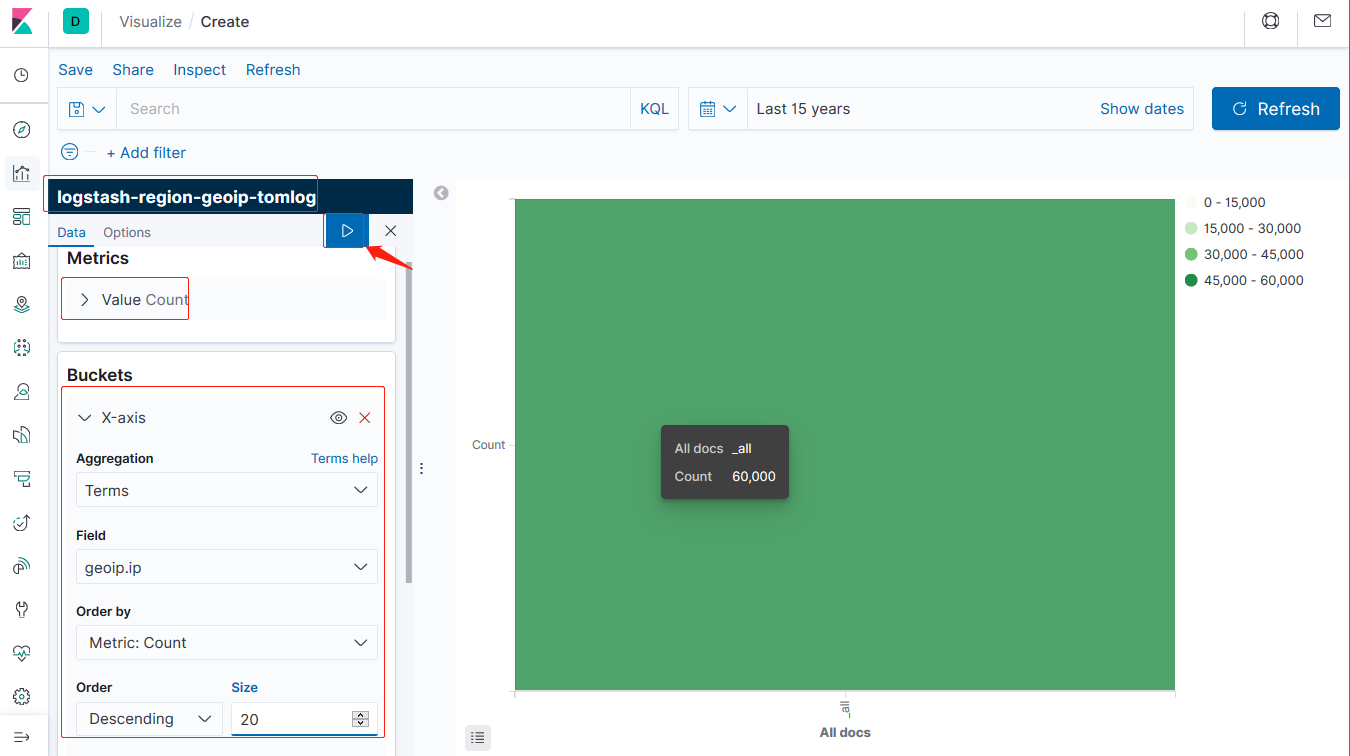 D Visualize / Create
Save Share Inspect Refresh
Search KQL Last 15 years Show dates Refresh
+ Add filter
logstash-region-geoip-tomlog
Data Options
Metrics
Value Count
Buckets
X-axis
Aggregation Terms help
Terms
Field
geoip.ip
Order by
Metric: Count
Order Size
Descending 20
Count
All docs _all
Count 60,000
_all
All docs
0 - 15,000
15,000 - 30,000
30,000 - 45,000
45,000 - 60,000